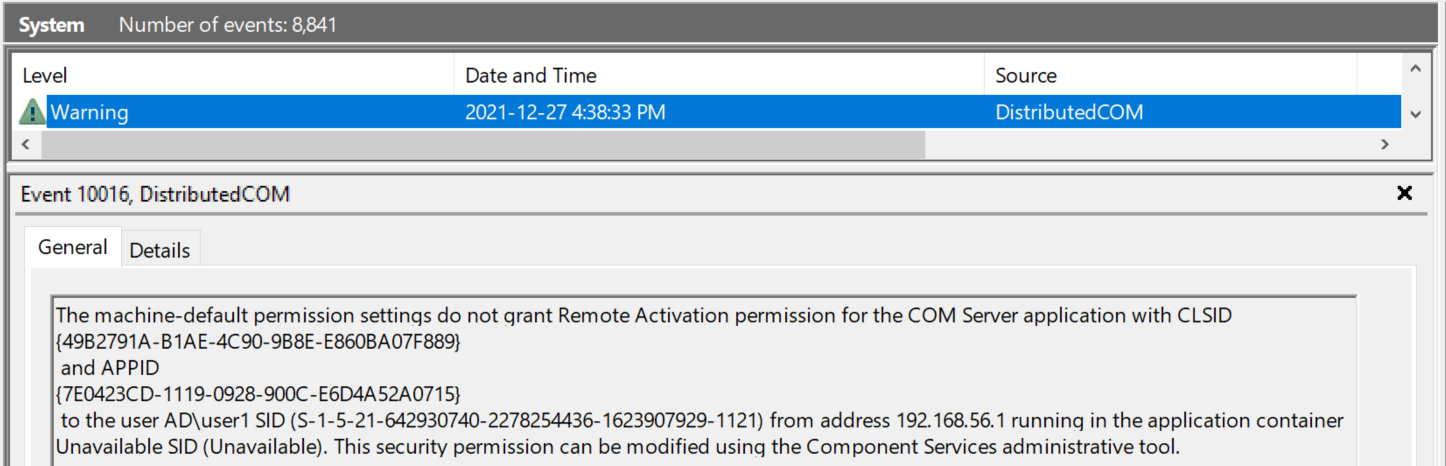 System Number of events: 8,841
Level Date and Time Source
Warning 2021-12-27 4:38:33 PM DistributedCOM
Event 10016, DistributedCOM
General Details
The machine-default permission settings do not grant Remote Activation permission for the COM Server application with CLSID
{49B2791A-B1AE-4C90-9B8E-E860BA07F889}
and APPID
{7E0423CD-1119-0928-900C-E6D4A52A0715}
to the user AD\user1 SID (S-1-5-21-642930740-2278254436-1623907929-1121) from address 192.168.56.1 running in the application container
Unavailable SID (Unavailable). This security permission can be modified using the Component Services administrative tool.